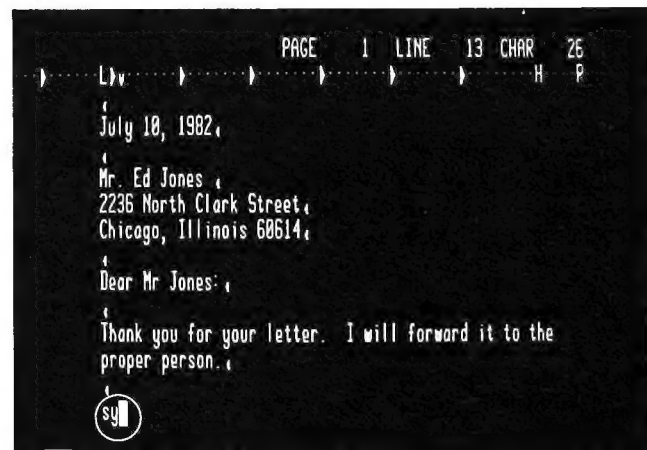 PAGE 1 LINE 13 CHAR 26
L H P
July 10, 1982
Mr. Ed Jones
2236 North Clark Street
Chicago, Illinois 60614
Dear Mr Jones:
Thank you for your letter. I will forward it to the
proper person.
sy